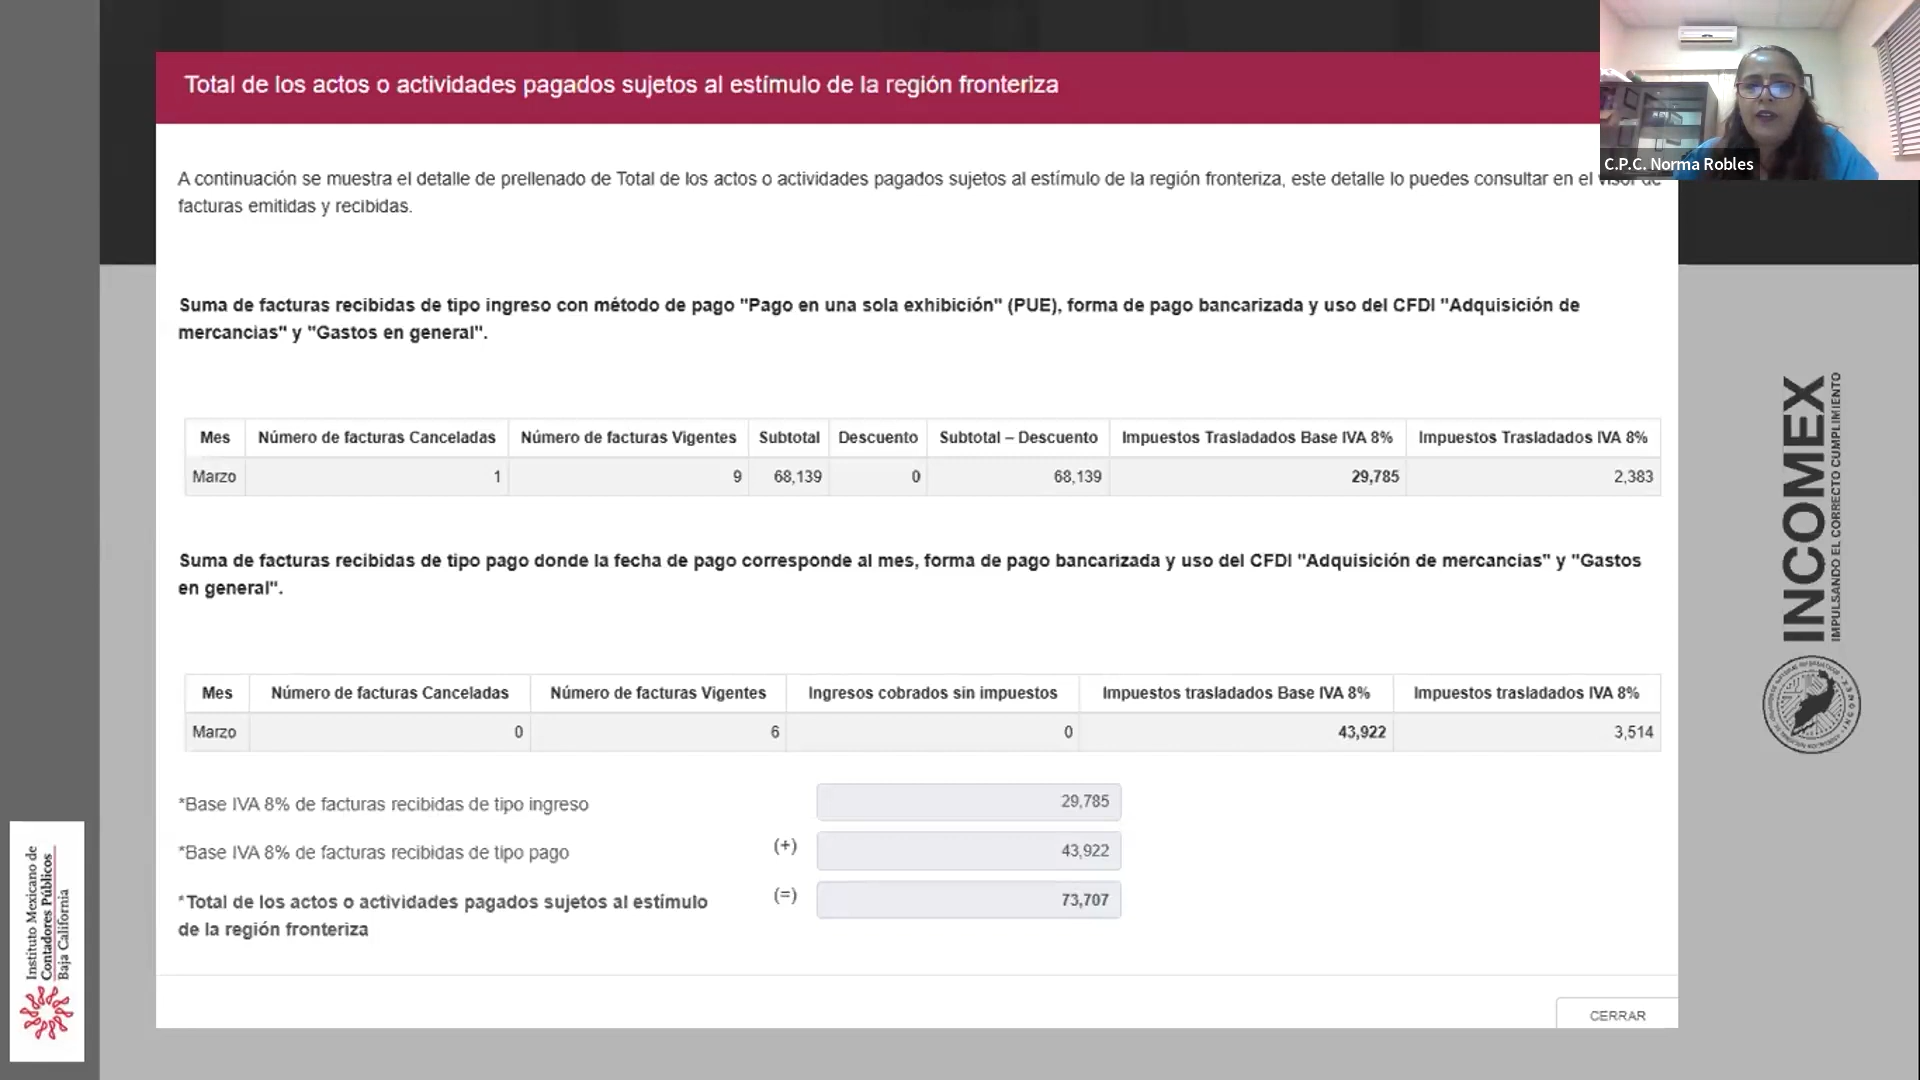 Total de los actos o actividades pagados sujetos al estímulo de la región fronteriza
C.P.C. Norma Robles
A continuación se muestra el detalle de prellenado de Total de los actos o actividades pagados sujetos al estímulo de la región fronteriza, este detalle lo puedes consultar en el visor de
facturas emitidas y recibidas.
Suma de facturas recibidas de tipo ingreso con método de pago "Pago en una sola exhibición" (PUE), forma de pago bancarizada y uso del CFDI "Adquisición de
mercancias" y "Gastos en general".
Mes Número de facturas Canceladas Número de facturas Vigentes Subtotal Descuento Subtotal – Descuento Impuestos Trasladados Base IVA 8% Impuestos Trasladados IVA 8%
Marzo 1 9 68,139 0 68,139 29,785 2,383
Suma de facturas recibidas de tipo pago donde la fecha de pago corresponde al mes, forma de pago bancarizada y uso del CFDI "Adquisición de mercancias" y "Gastos
en general".
Mes Número de facturas Canceladas Número de facturas Vigentes Ingresos cobrados sin impuestos Impuestos trasladados Base IVA 8% Impuestos trasladados IVA 8%
Marzo 0 6 0 43,922 3,514
*Base IVA 8% de facturas recibidas de tipo ingreso 29,785
*Base IVA 8% de facturas recibidas de tipo pago (+) 43,922
*Total de los actos o actividades pagados sujetos al estímulo (=) 73,707
de la región fronteriza
CERRAR
INCOMEX
IMPULSANDO EL CORRECTO CUMPLIMIENTO
Instituto Mexicano de
Contadores Públicos
Baja California